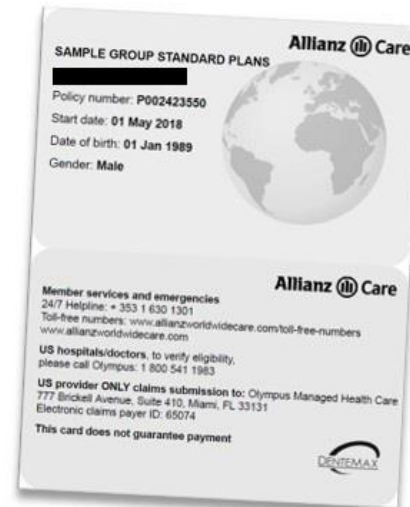 Allianz Care
SAMPLE GROUP STANDARD PLANS
Policy number: P002423550
Start date: 01 May 2018
Date of birth: 01 Jan 1989
Gender: Male
Allianz Care
Member services and emergencies
24/7 Helpline: + 353 1 630 1301
Toll-free numbers: www.allianzworldwidecare.com/toll-free-numbers
www.allianzworldwidecare.com
US hospitals/doctors, to verify eligibility,
please call Olympus: 1 800 541 1983
US provider ONLY claims submission to: Olympus Managed Health Care
777 Brickell Avenue, Suite 410, Miami, FL 33131
Electronic claims payer ID: 65074
This card does not guarantee payment
DENTEMAX